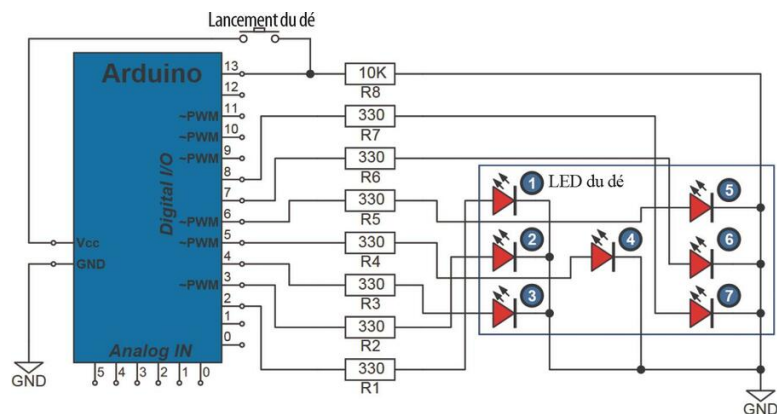 Lancement du dé
Arduino
13
12
~PWM 11
~PWM 10
~PWM 9
8
7
~PWM 6
~PWM 5
4
~PWM 3
2
1
0
Digital I/O
Vcc
GND
Analog IN
5 4 3 2 1 0
GND
10K
R8
330
R7
330
R6
330
R5
330
R4
330
R3
330
R2
330
R1
LED du dé
1
2
3
4
5
6
7
GND